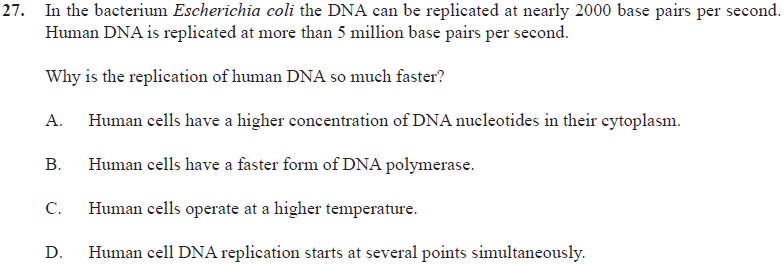 27. In the bacterium Escherichia coli the DNA can be replicated at nearly 2000 base pairs per second.
Human DNA is replicated at more than 5 million base pairs per second.
Why is the replication of human DNA so much faster?
A. Human cells have a higher concentration of DNA nucleotides in their cytoplasm.
B. Human cells have a faster form of DNA polymerase.
C. Human cells operate at a higher temperature.
D. Human cell DNA replication starts at several points simultaneously.